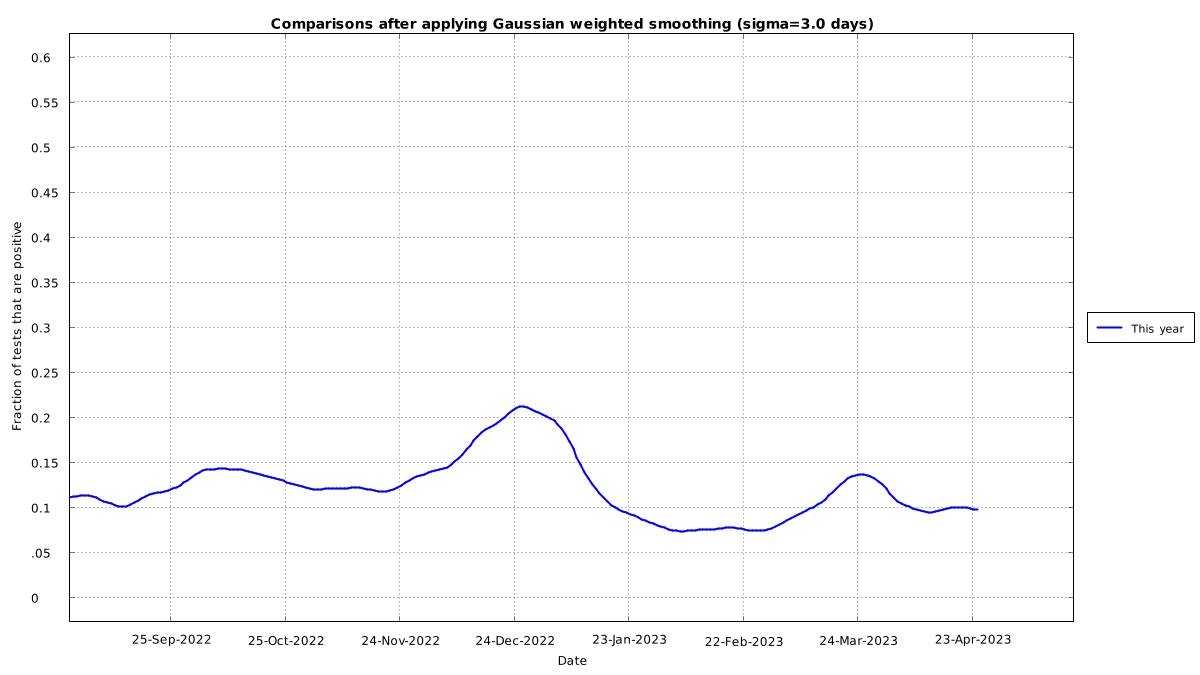 Comparisons after applying Gaussian weighted smoothing (sigma=3.0 days)
Fraction of tests that are positive
0.6
0.55
0.5
0.45
0.4
0.35
0.3
0.25
0.2
0.15
0.1
.05
0
25-Sep-2022
25-Oct-2022
24-Nov-2022
24-Dec-2022
23-Jan-2023
22-Feb-2023
24-Mar-2023
23-Apr-2023
Date
This year